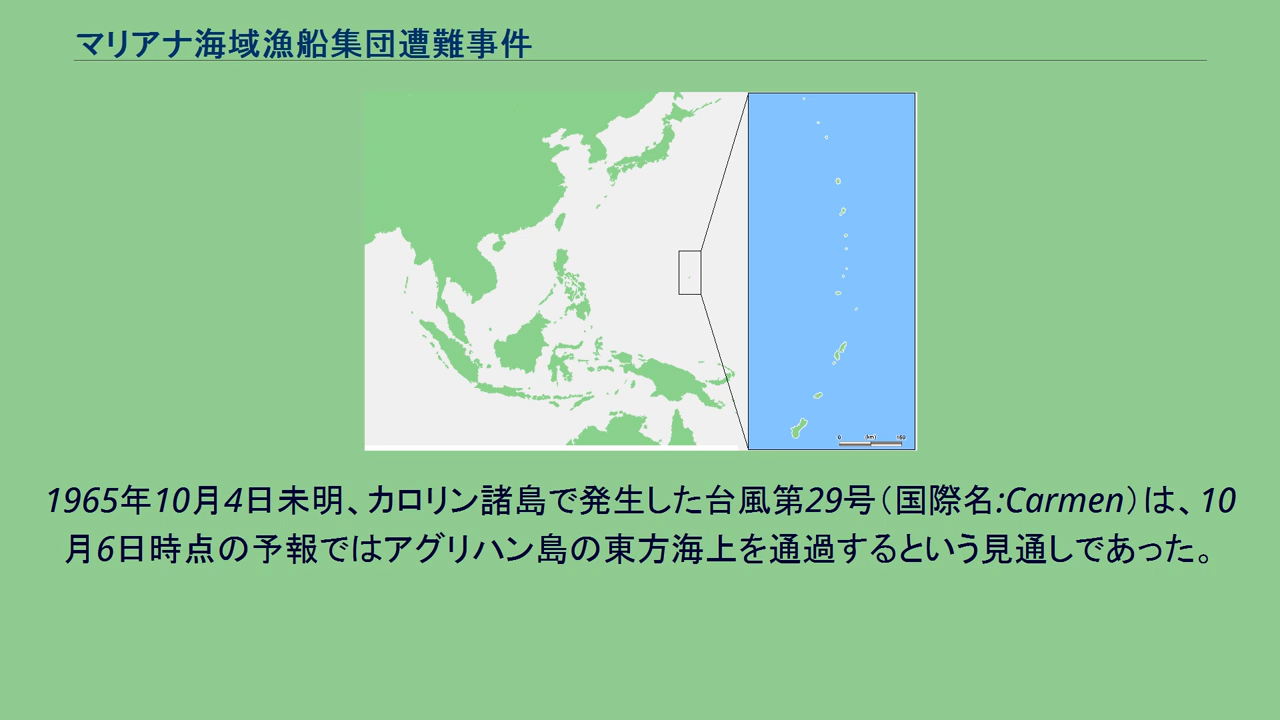 マリアナ海域漁船集団遭難事件
0 (km) 160
1965年10月4日未明、カロリン諸島で発生した台風第29号（国際名:Carmen）は、10
月6日時点の予報ではアグリハン島の東方海上を通過するという見通しであった。